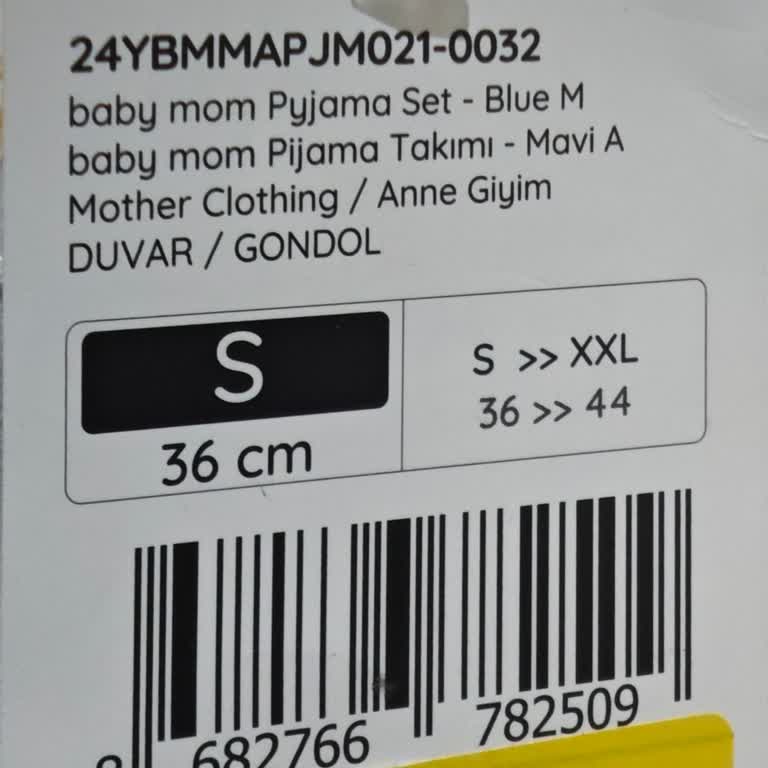 24YBMMAPJM021-0032
baby mom Pyjama Set - Blue M
baby mom Pijama Takımı - Mavi A
Mother Clothing / Anne Giyim
DUVAR / GONDOL
S
36 cm
S >> XXL
36 >> 44
682766 782509